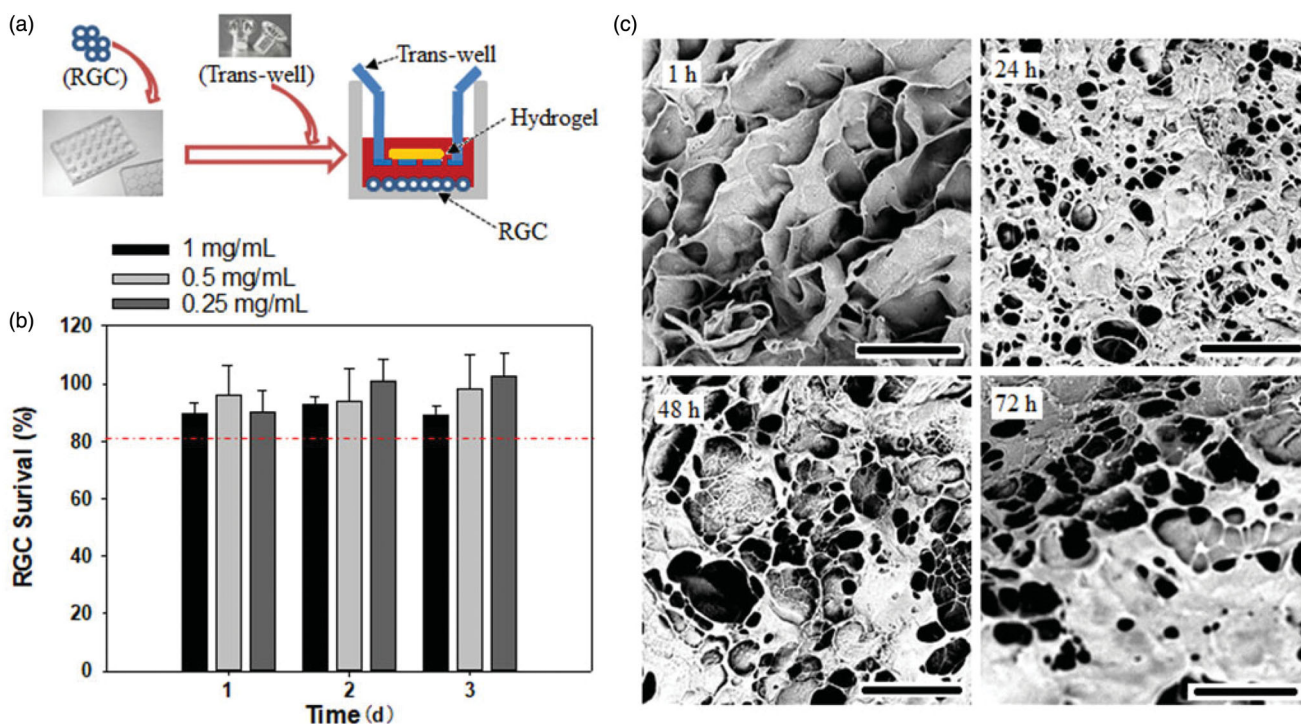 (a)
(RGC)
(Trans-well)
Trans-well
Hydrogel
RGC
1 mg/mL
0.5 mg/mL
0.25 mg/mL
(b)
120
100
80
60
40
20
0
RGC Surival (%)
1 2 3
Time (d)
(c)
1 h
24 h
48 h
72 h